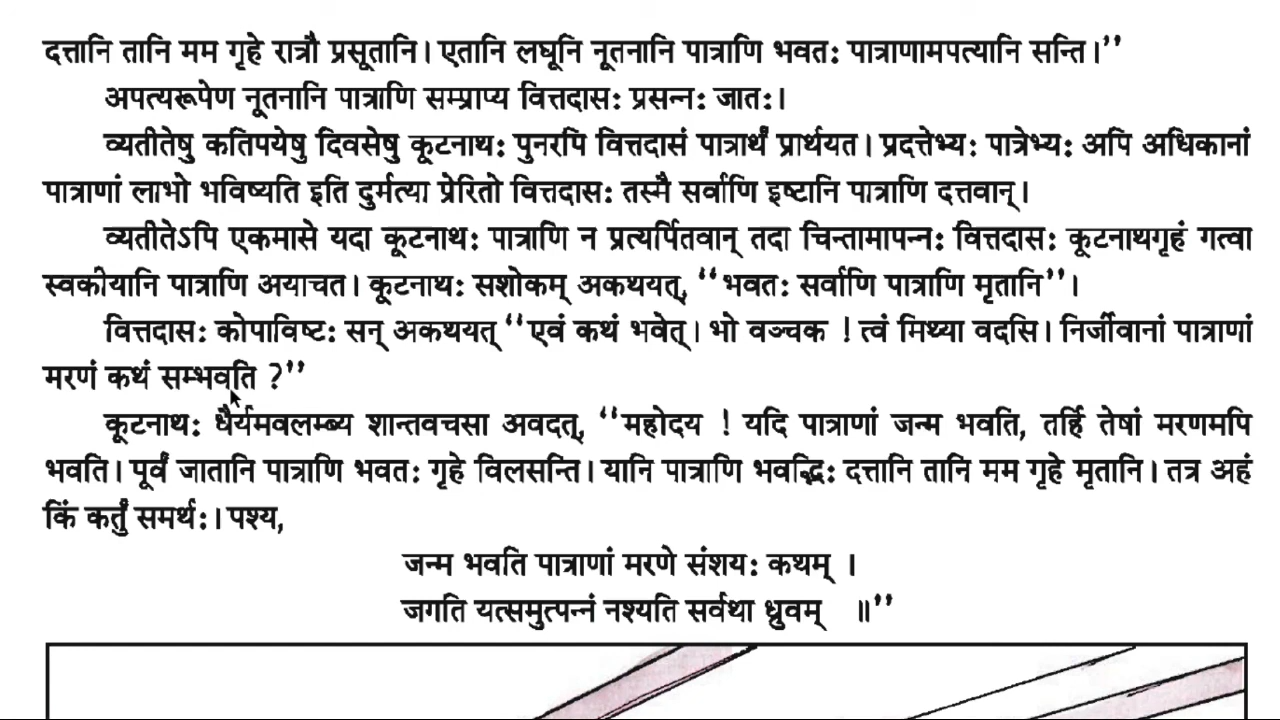 दत्तानि तानि मम गृहे रात्रौ प्रसूतानि। एतानि लघूनि नूतनानि पात्राणि भवतः पात्राणामपत्यानि सन्ति।’’
अपत्यरूपेण नूतनानि पात्राणि सम्प्राप्य वित्तदासः प्रसन्नः जातः।
व्यतीतेषु कतिपयेषु दिवसेषु कूटनाथः पुनरपि वित्तदासं पात्रार्थं प्रार्थयत। प्रदत्तेभ्यः पात्रेभ्यः अपि अधिकानां
पात्राणां लाभो भविष्यति इति दुर्मत्या प्रेरितो वित्तदासः तस्मै सर्वाणि इष्टानि पात्राणि दत्तवान्।
व्यतीतेऽपि एकमासे यदा कूटनाथः पात्राणि न प्रत्यर्पितवान् तदा चिन्तामापन्नः वित्तदासः कूटनाथगृहं गत्वा
स्वकीयानि पात्राणि अयाचत। कूटनाथः सशोकम् अकथयत्, ‘‘भवतः सर्वाणि पात्राणि मृतानि’’।
वित्तदासः कोपाविष्टः सन् अकथयत् ‘‘एवं कथं भवेत्। भो वञ्चक ! त्वं मिथ्या वदसि। निर्जीवानां पात्राणां
मरणं कथं सम्भवति ?’’
कूटनाथः धैर्यमवलम्ब्य शान्तवचसा अवदत्, ‘‘महोदय ! यदि पात्राणां जन्म भवति, तर्हि तेषां मरणमपि
भवति। पूर्वं जातानि पात्राणि भवतः गृहे विलसन्ति। यानि पात्राणि भवद्भिः दत्तानि तानि मम गृहे मृतानि। तत्र अहं
किं कर्तुं समर्थः। पश्य,
जन्म भवति पात्राणां मरणे संशयः कथम् ।
जगति यत्समुत्पन्नं नश्यति सर्वथा ध्रुवम् ॥’’